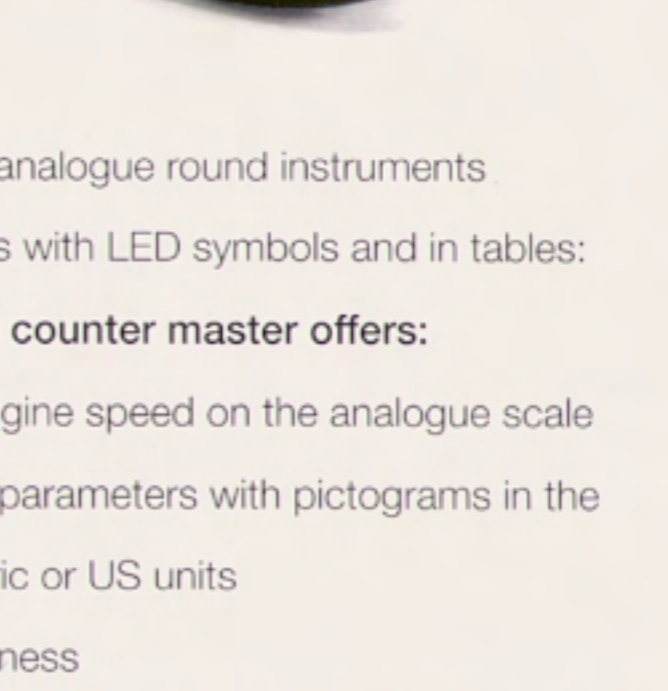 analogue round instruments
s with LED symbols and in tables:
counter master offers:
gine speed on the analogue scale
parameters with pictograms in the
ic or US units
ness